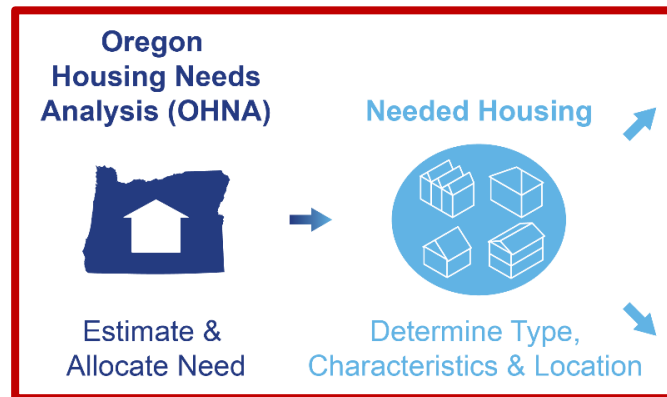 Oregon
Housing Needs
Analysis (OHNA)
Estimate &
Allocate Need
Needed Housing
Determine Type,
Characteristics & Location